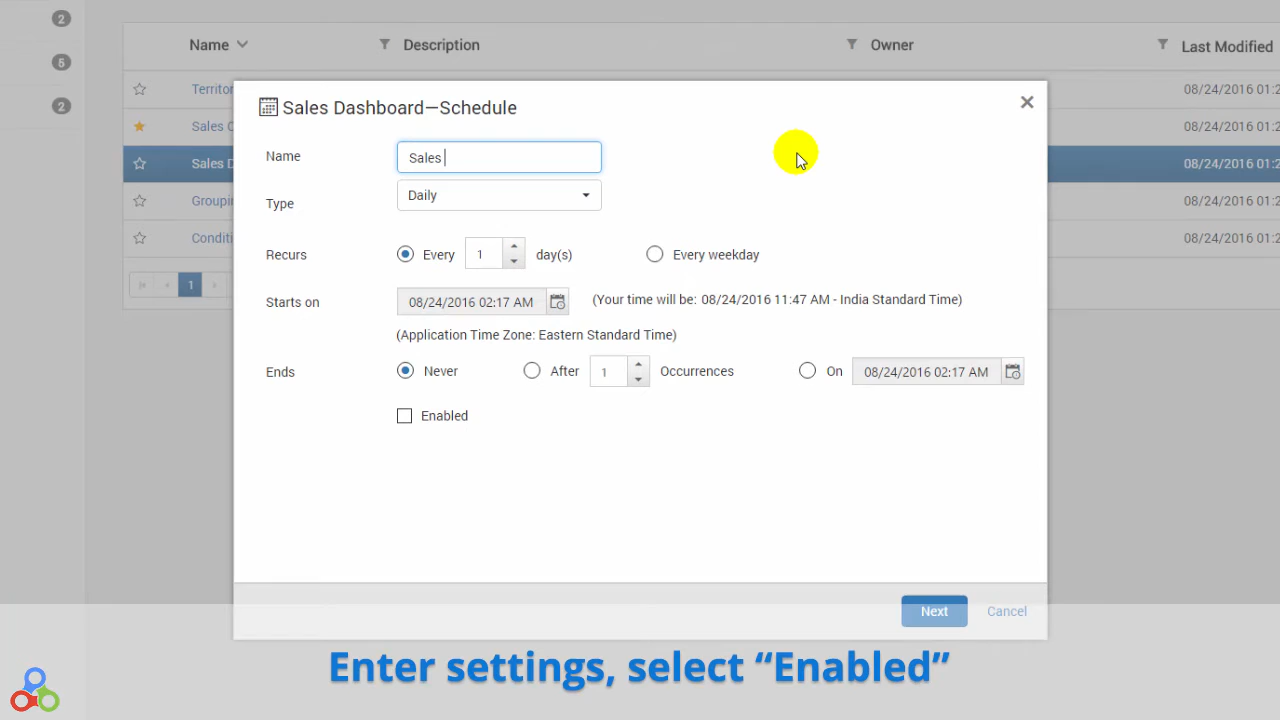 2
5
2
Name Description Owner Last Modified
Territo 08/24/2016 01:2
Sales 08/24/2016 01:2
Sales D 08/24/2016 01:2
Groupin 08/24/2016 01:2
Conditi 08/24/2016 01:2
1
Sales Dashboard—Schedule
Name Sales
Type Daily
Recurs Every 1 day(s) Every weekday
Starts on 08/24/2016 02:17 AM (Your time will be: 08/24/2016 11:47 AM - India Standard Time)
(Application Time Zone: Eastern Standard Time)
Ends Never After 1 Occurrences On 08/24/2016 02:17 AM
Enabled
Next Cancel
Enter settings, select “Enabled”